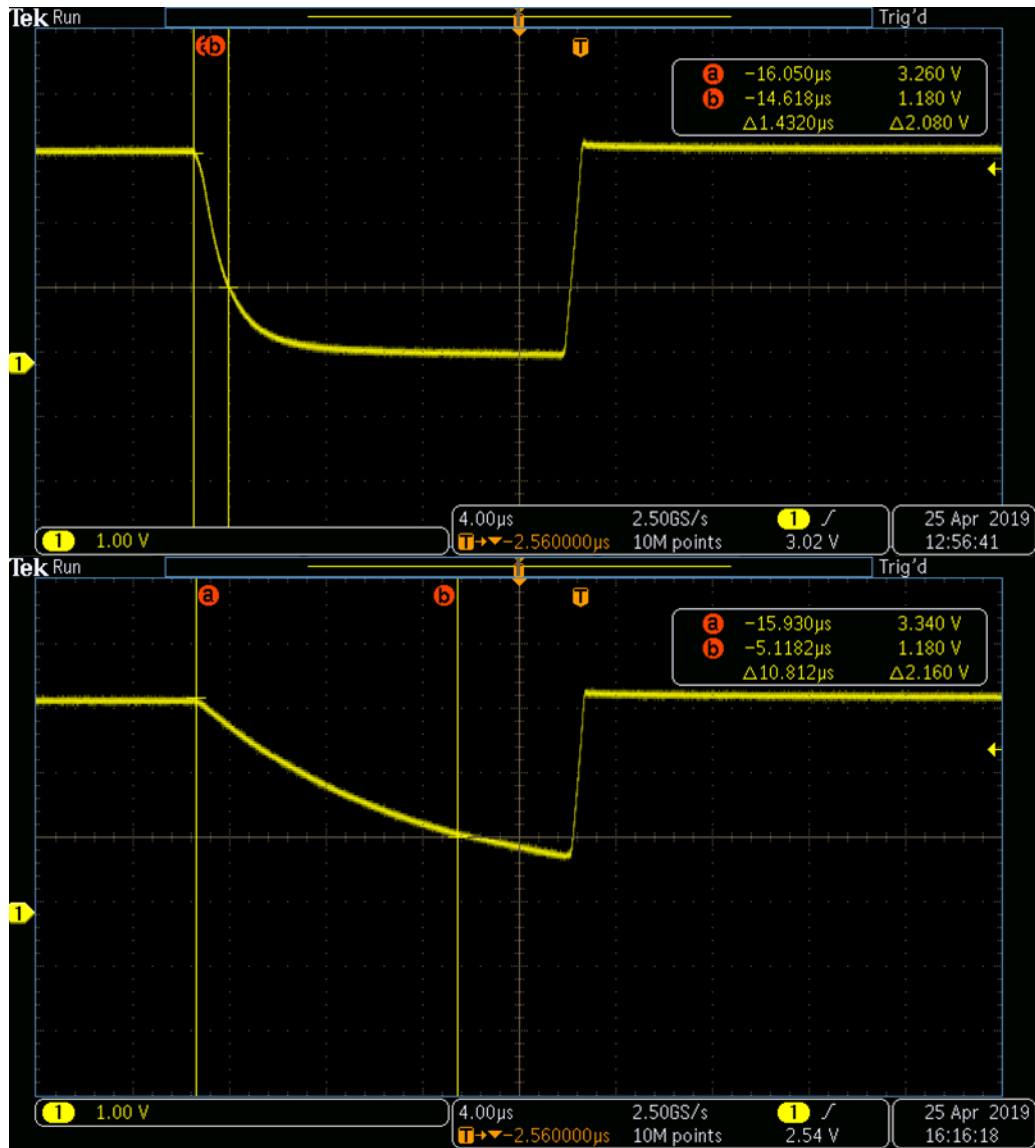 Tek Run Trig'd
T
a b T
a −16.050μs 3.260 V
b −14.618μs 1.180 V
Δ1.4320μs Δ2.080 V
1
1 1.00 V
4.00μs 2.50GS/s 1 25 Apr 2019
T→▼−2.560000μs 10M points 3.02 V 12:56:41
Tek Run Trig'd
T
a b T
a −15.930μs 3.340 V
b −5.1182μs 1.180 V
Δ10.812μs Δ2.160 V
1
1 1.00 V
4.00μs 2.50GS/s 1 25 Apr 2019
T→▼−2.560000μs 10M points 2.54 V 16:16:18